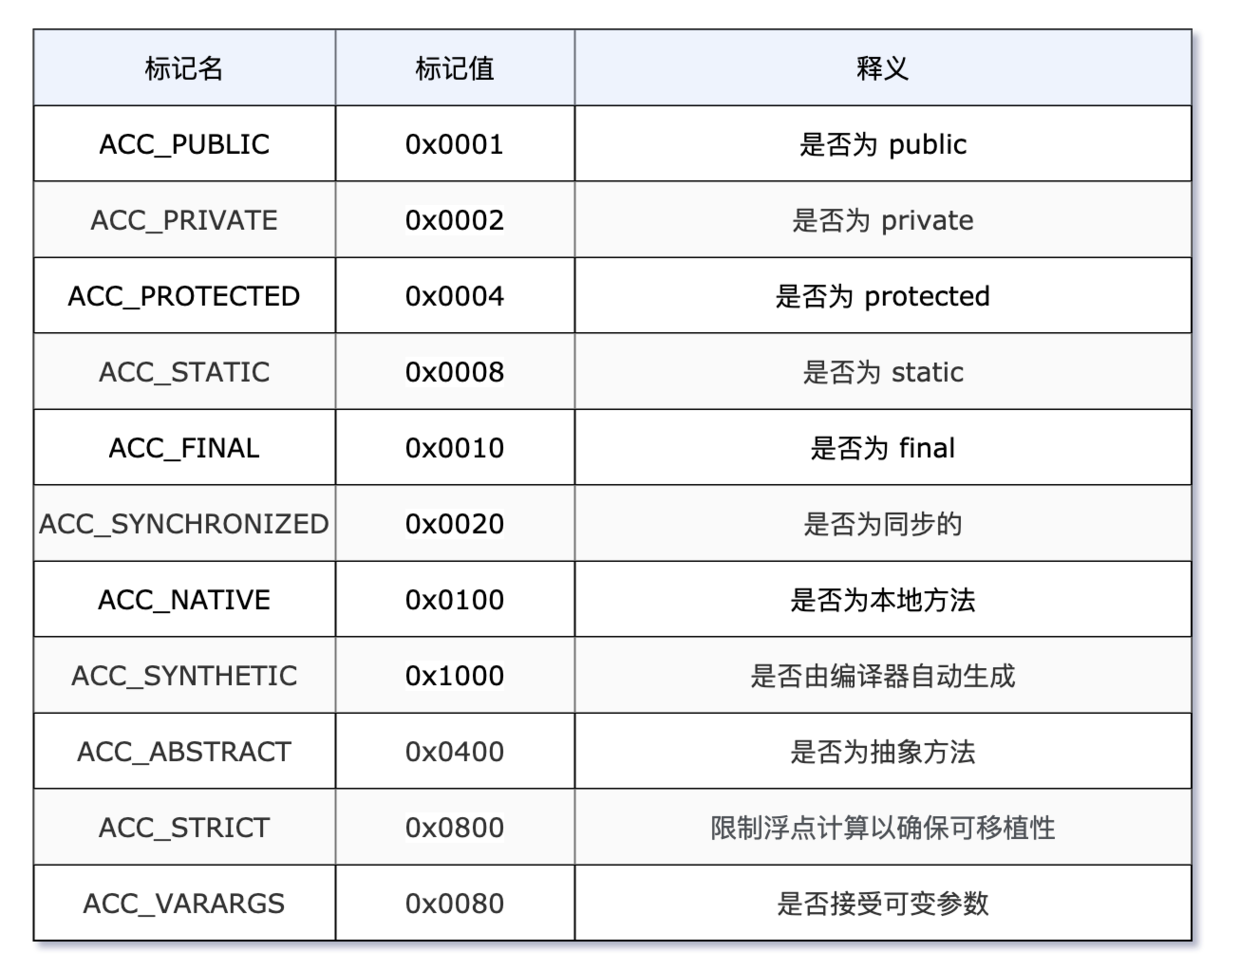 标记名 标记值 释义
ACC_PUBLIC 0x0001 是否为 public
ACC_PRIVATE 0x0002 是否为 private
ACC_PROTECTED 0x0004 是否为 protected
ACC_STATIC 0x0008 是否为 static
ACC_FINAL 0x0010 是否为 final
ACC_SYNCHRONIZED 0x0020 是否为同步的
ACC_NATIVE 0x0100 是否为本地方法
ACC_SYNTHETIC 0x1000 是否由编译器自动生成
ACC_ABSTRACT 0x0400 是否为抽象方法
ACC_STRICT 0x0800 限制浮点计算以确保可移植性
ACC_VARARGS 0x0080 是否接受可变参数